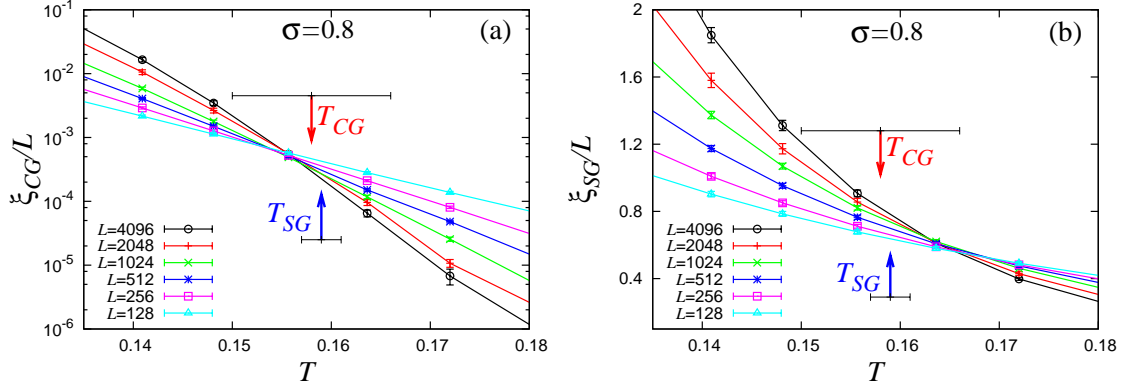 σ=0.8
(a)
10⁻¹
10⁻²
10⁻³
10⁻⁴
10⁻⁵
10⁻⁶
ξCG/L
TCG
TSG
L=4096
L=2048
L=1024
L=512
L=256
L=128
0.14 0.15 0.16 0.17 0.18
T
σ=0.8
(b)
2
1.6
1.2
0.8
0.4
ξSG/L
TCG
TSG
L=4096
L=2048
L=1024
L=512
L=256
L=128
0.14 0.15 0.16 0.17 0.18
T